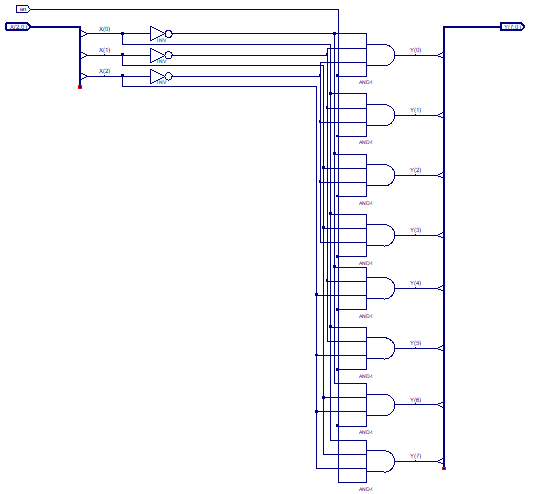 en
X(2:0)
Y(7:0)
X(0)
INV
X(1)
INV
X(2)
INV
Y(0)
AND4
Y(1)
AND4
Y(2)
AND4
Y(3)
AND4
Y(4)
AND4
Y(5)
AND4
Y(6)
AND4
Y(7)
AND4